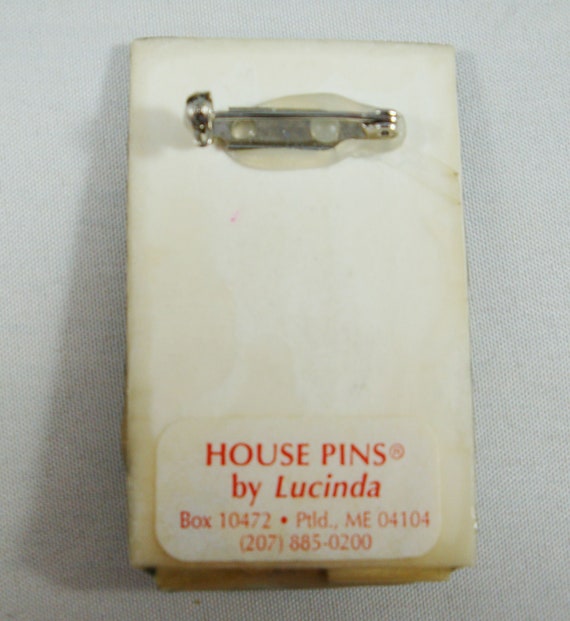 HOUSE PINS®
by Lucinda
Box 10472 • Ptld., ME 04104
(207) 885-0200